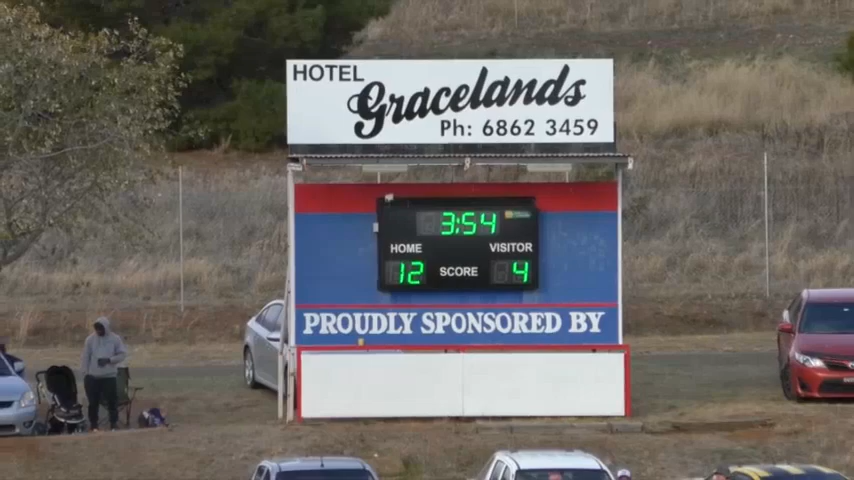 HOTEL
Gracelands
Ph: 6862 3459
3:54
HOME VISITOR
12 SCORE 4
PROUDLY SPONSORED BY